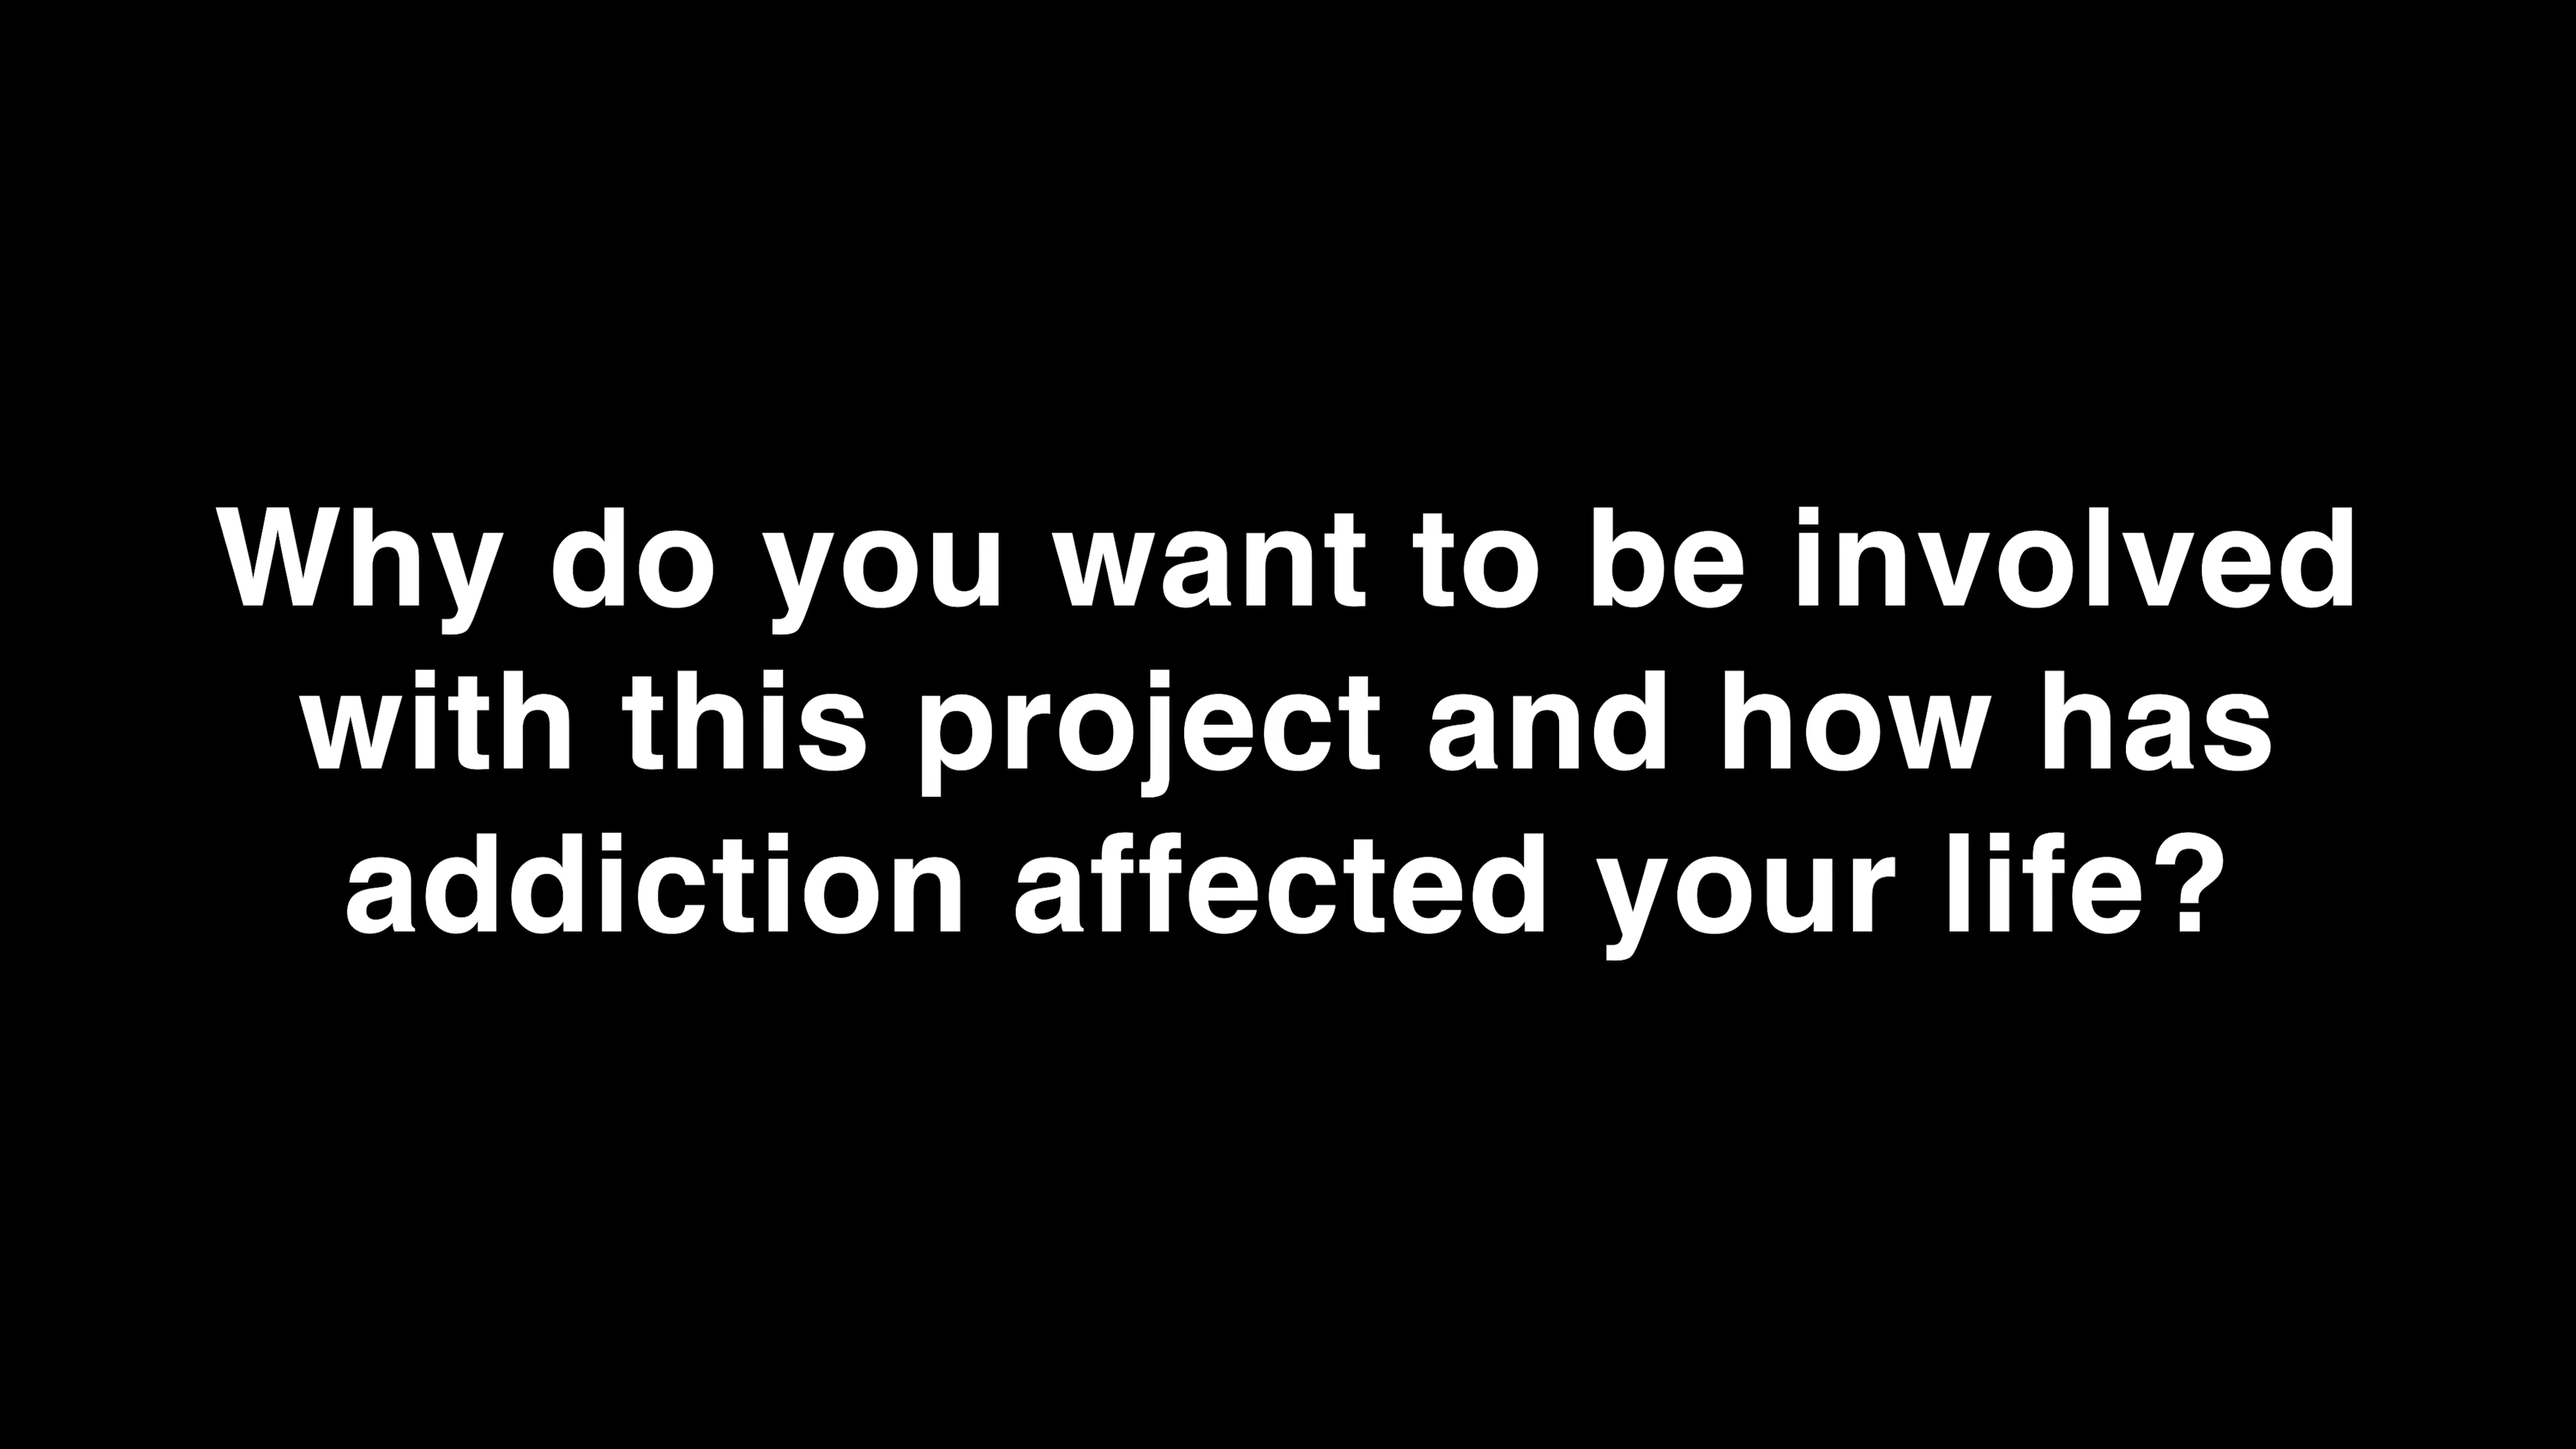 Why do you want to be involved
with this project and how has
addiction affected your life?